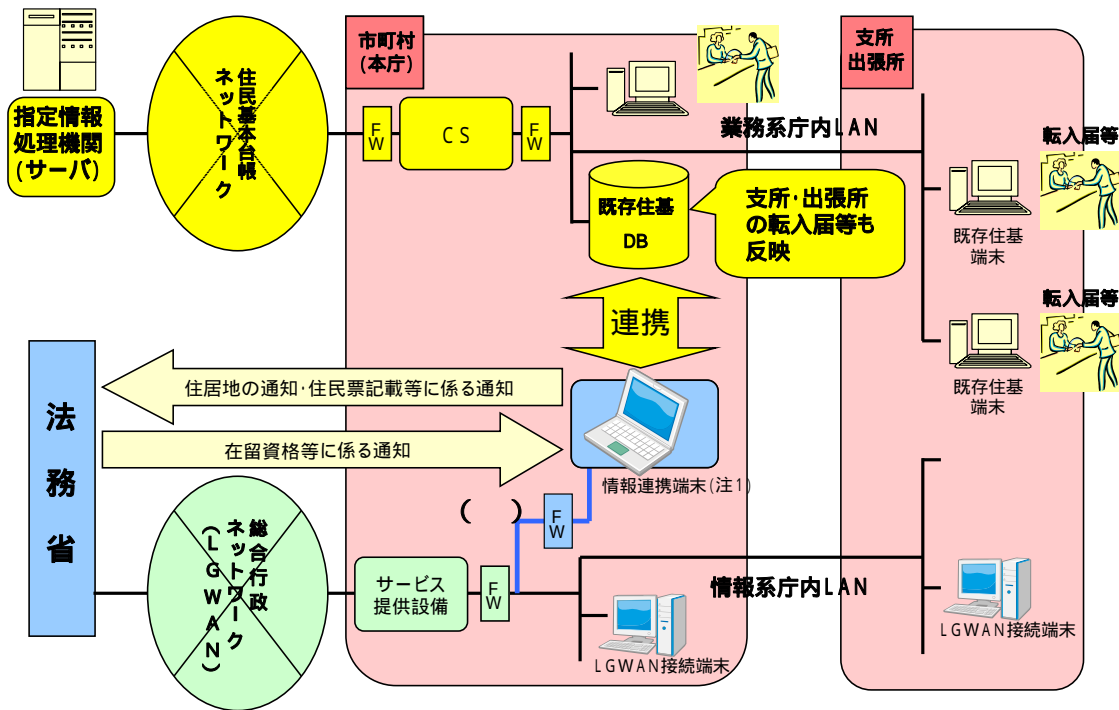 指定情報
処理機関
(サーバ)
住民基本台帳
ネットワーク
市町村
(本庁)
FW
CS
FW
業務系庁内LAN
既存住基
DB
支所・出張所
の転入届等も
反映
連携
支所
出張所
転入届等
既存住基
端末
転入届等
既存住基
端末
法務省
住居地の通知・住民票記載等に係る通知
在留資格等に係る通知
情報連携端末(注1)
( )
FW
総合行政
ネットワーク
(LGWAN)
サービス
提供設備
FW
情報系庁内LAN
LGWAN接続端末
LGWAN接続端末